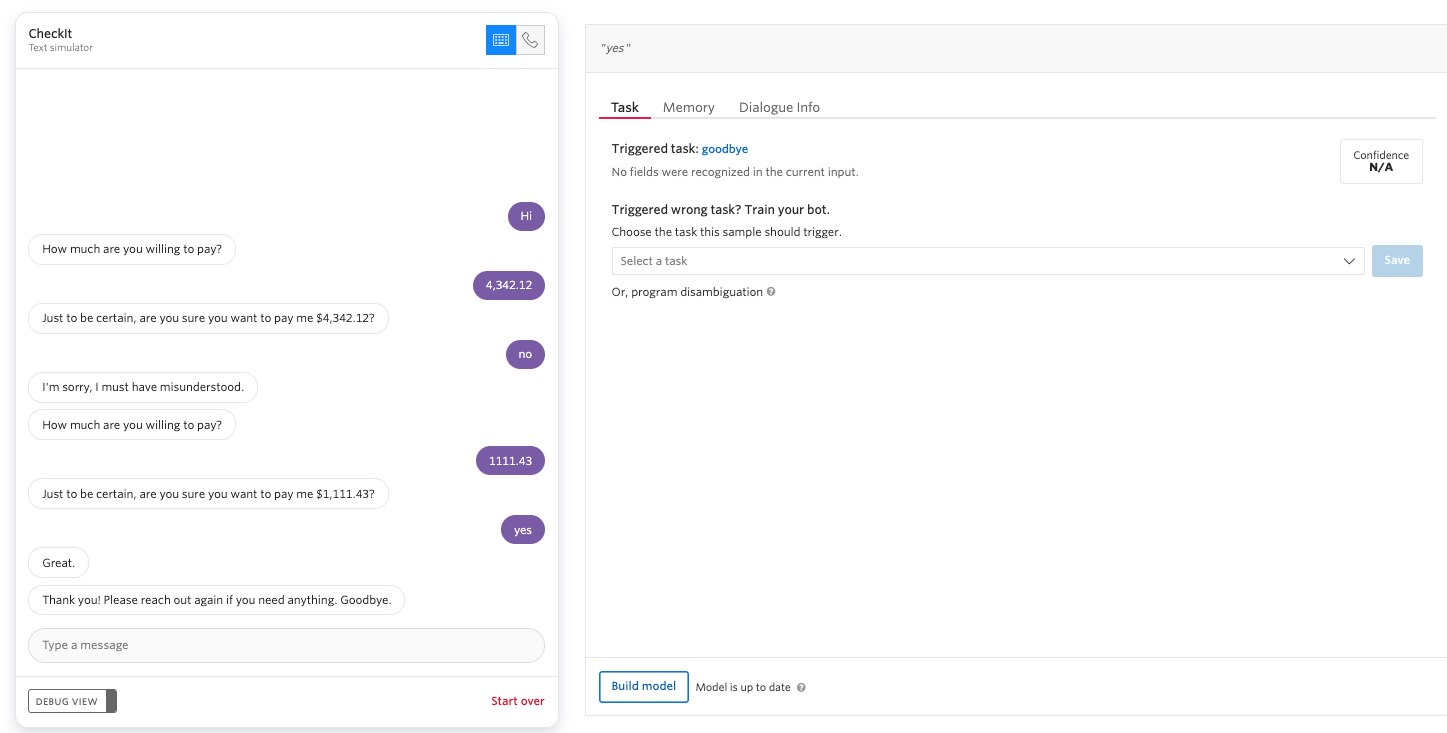 CheckIt
Text simulator
Hi
How much are you willing to pay?
4,342.12
Just to be certain, are you sure you want to pay me $4,342.12?
no
I'm sorry, I must have misunderstood.
How much are you willing to pay?
1111.43
Just to be certain, are you sure you want to pay me $1,111.43?
yes
Great.
Thank you! Please reach out again if you need anything. Goodbye.
Type a message
DEBUG VIEW
Start over
"yes"
Task Memory Dialogue Info
Triggered task: goodbye
No fields were recognized in the current input.
Confidence
N/A
Triggered wrong task? Train your bot.
Choose the task this sample should trigger.
Select a task
Save
Or, program disambiguation ?
Build model Model is up to date ?